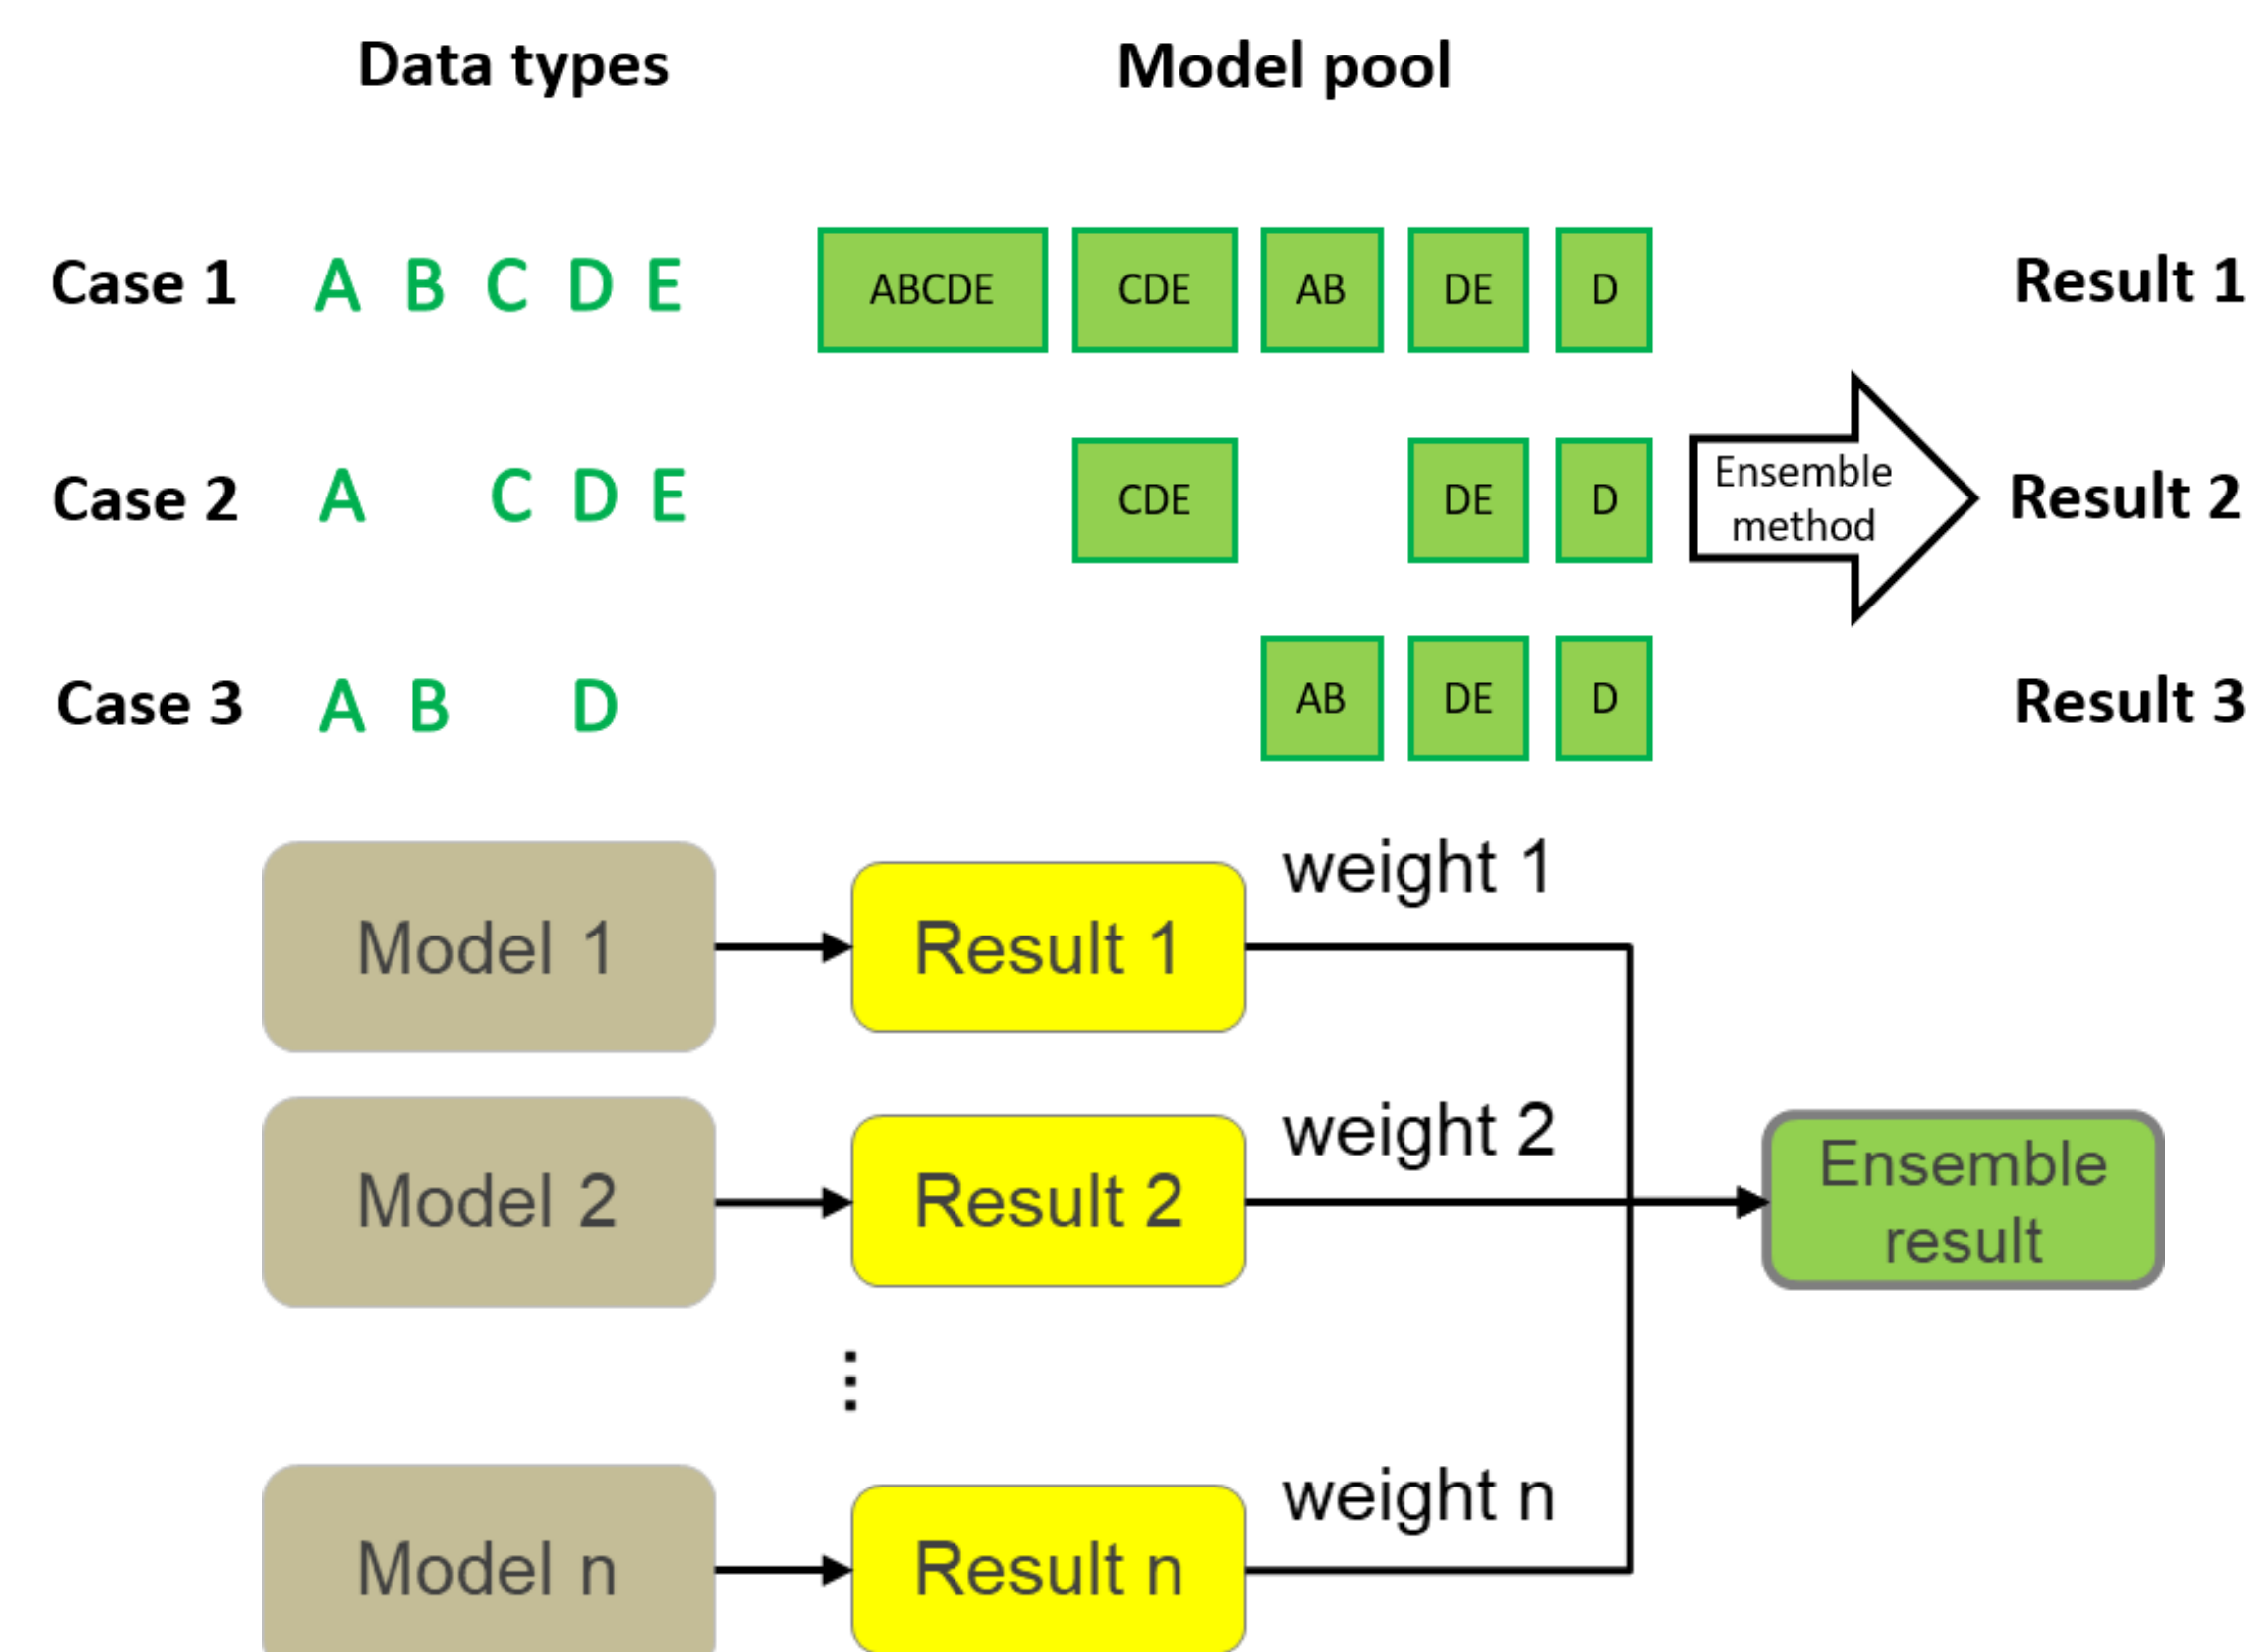 Data types Model pool
Case 1 A B C D E ABCDE CDE AB DE D Result 1
Case 2 A C D E CDE DE D Ensemble method Result 2
Case 3 A B D AB DE D Result 3
Model 1 Result 1 weight 1
Model 2 Result 2 weight 2
Ensemble
result
⋮
Model n Result n weight n